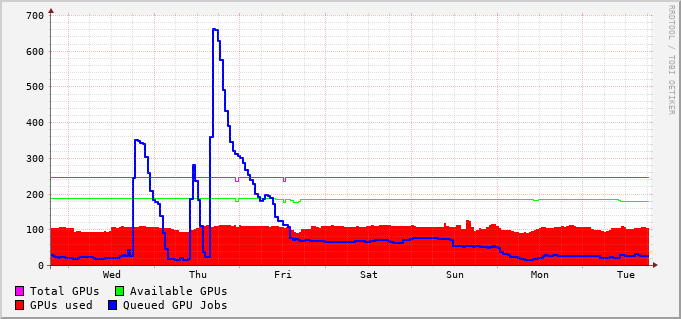 700
600
500
400
300
200
100
0
Wed Thu Fri Sat Sun Mon Tue
Total GPUs Available GPUs
GPUs used Queued GPU Jobs
RRDTOOL / TOBI OETIKER